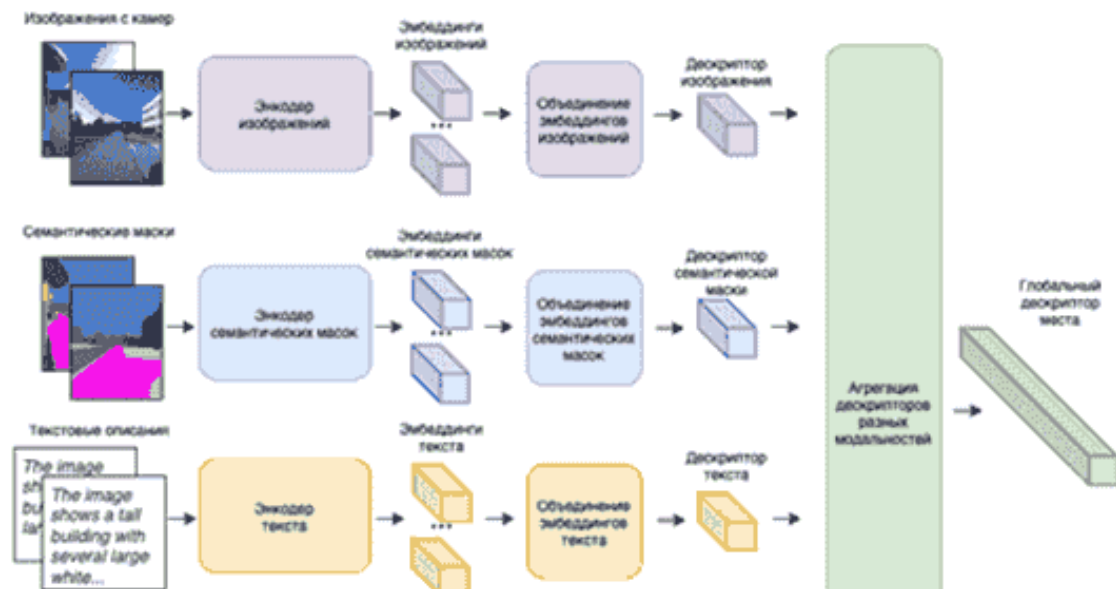 Изображения с камер
Энкодер
изображений
Эмбеддинги
изображений
...
Объединение
эмбеддингов
изображений
Дескриптор
изображения
Семантические маски
Энкодер
семантических масок
Эмбеддинги
семантических масок
...
Объединение
эмбеддингов
семантических
масок
Дескриптор
семантической
маски
Текстовые описания
The image
The image
shows a tall
building with
several large
white...
Энкодер
текста
Эмбеддинги
текста
...
Объединение
эмбеддингов
текста
Дескриптор
текста
Агрегация
дескрипторов
разных
модальностей
Глобальный
дескриптор
места